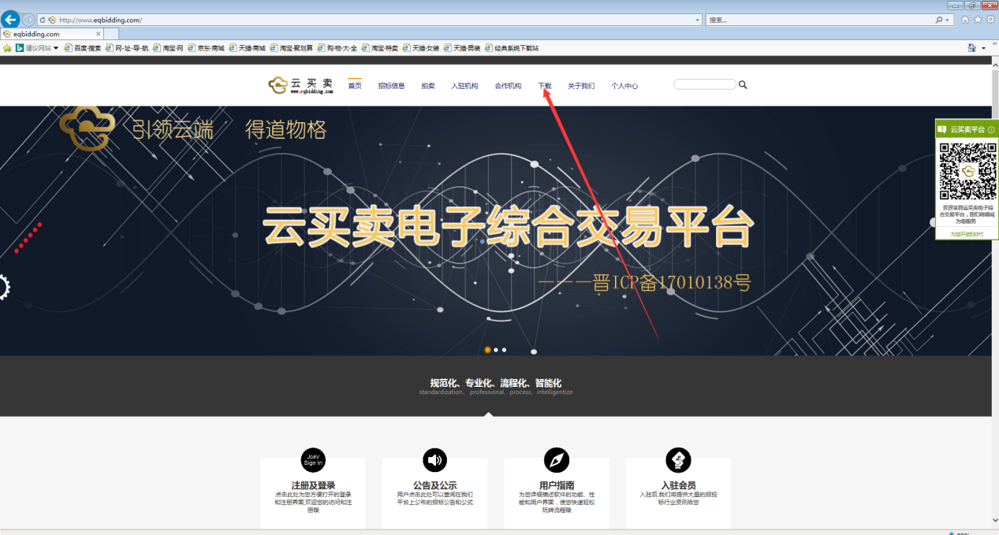 http://www.eqbidding.com/
搜索...
eqbidding.com
建议网站
百度·搜索
网·址·导·航
淘宝·网
京东·商城
天猫·商城
淘宝·聚划算
购·物·大·全
淘宝·特卖
天猫·女装
天猫·男装
经典系统下载站
云 买 卖
www.eqbidding.com
首页
招标信息
拍卖
入驻机构
合作机构
下载
关于我们
个人中心
引领云端 得道物格
云买卖平台
云买卖电子综合交易平台
欢迎来到云买卖电子综
合交易平台，我们将竭诚
为您服务
为您开启E时代
———晋ICP备17010138号
规范化、专业化、流程化、智能化
standardization、 professional、process、intelligentize
Join/
Sign In
注册及登录
点击此处为您方便打开的登录
和注册界面,欢迎您的访问和注
册唤
公告及公示
用户点击此处可以查阅在我们
平台上公布的招标公告和公式
用户指南
为您详细描述软件的功能、性
能和用户界面，使您快速轻松
玩转流程唤
入驻会员
入驻后,我们将提供大量的招投
标行业资讯给您